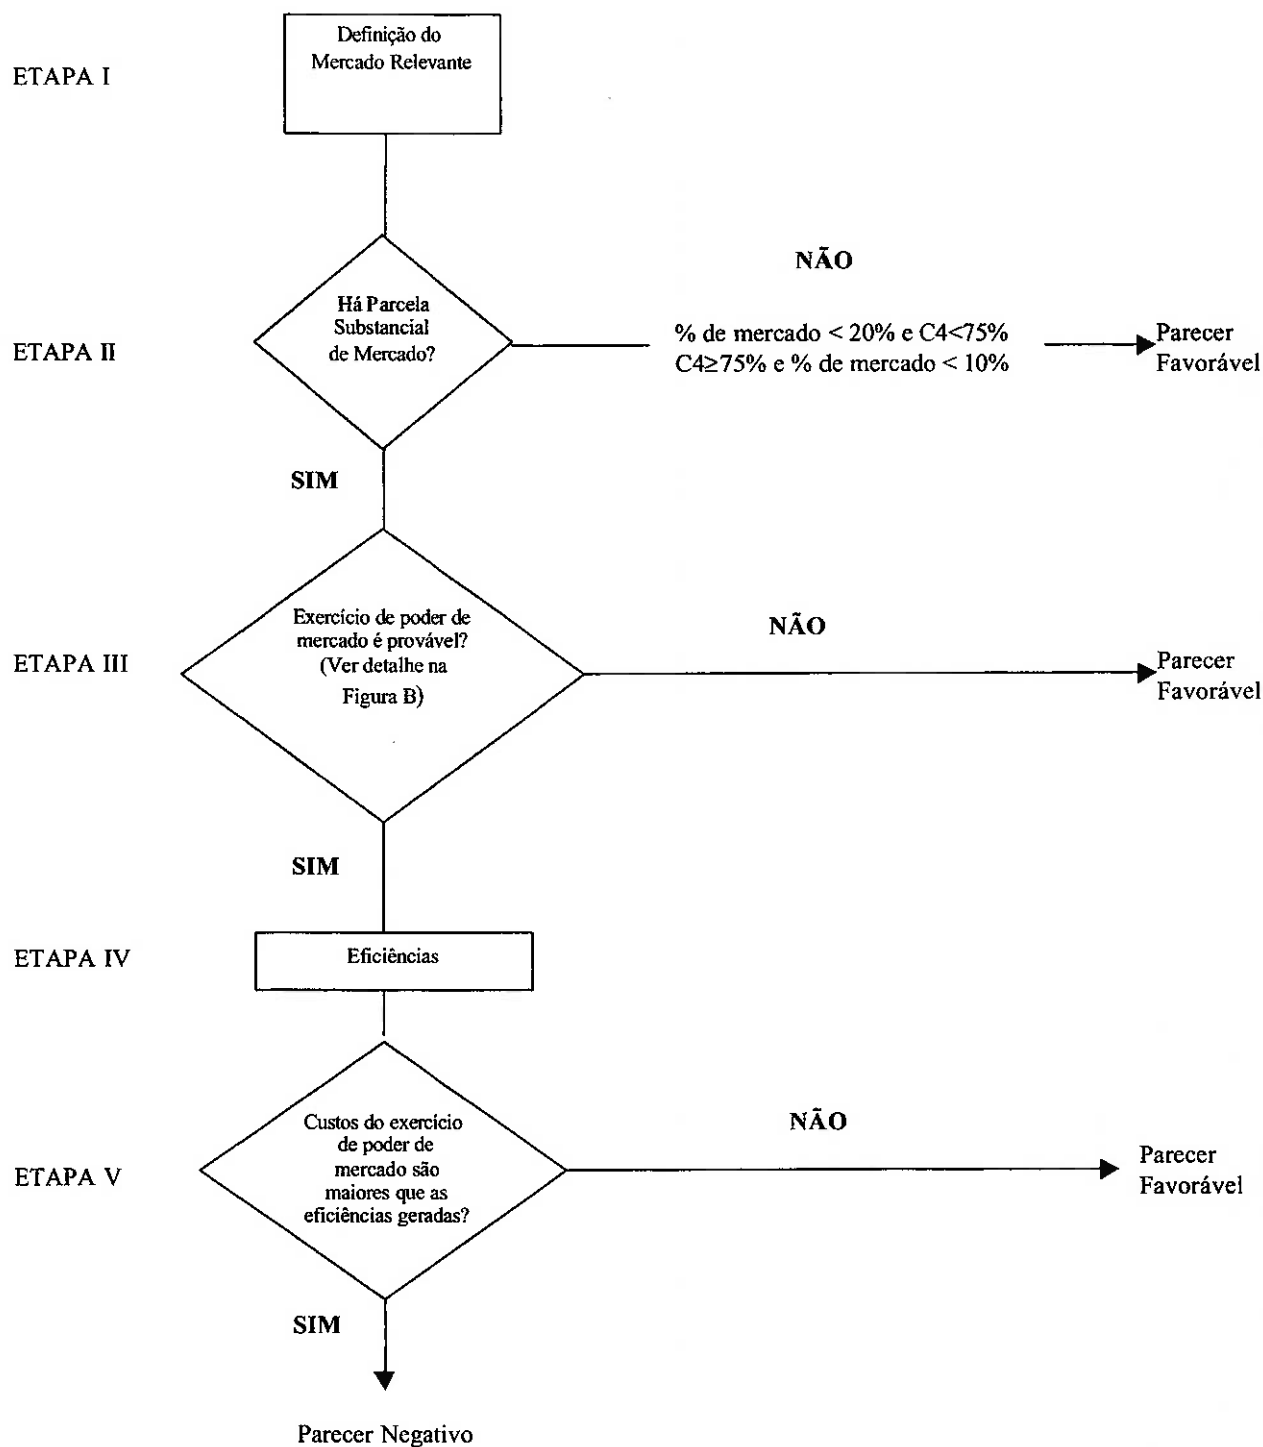 Definição do
Mercado Relevante
ETAPA I
NÃO
Há Parcela
Substancial
de Mercado?
ETAPA II
% de mercado < 20% e C4<75%
C4≥75% e % de mercado < 10%
Parecer
Favorável
SIM
Exercício de poder de
mercado é provável?
(Ver detalhe na
Figura B)
ETAPA III
NÃO
Parecer
Favorável
SIM
ETAPA IV
Eficiências
Custos do exercício
de poder de
mercado são
maiores que as
eficiências geradas?
ETAPA V
NÃO
Parecer
Favorável
SIM
Parecer Negativo